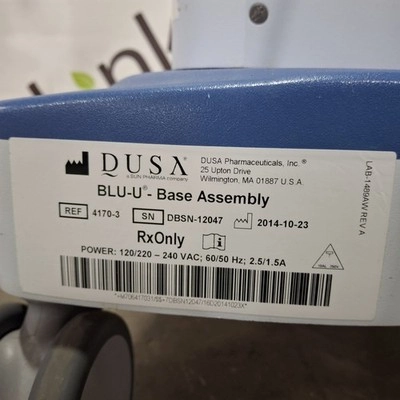 DUSA®
a SUN PHARMA company
DUSA Pharmaceuticals, Inc.®
25 Upton Drive
Wilmington, MA 01887 U.S.A.
BLU-U® - Base Assembly
REF 4170-3 SN DBSN-12047 2014-10-23
RxOnly
POWER: 120/220 – 240 VAC; 60/50 Hz; 2.5/1.5A
LAB-1489AW REV A